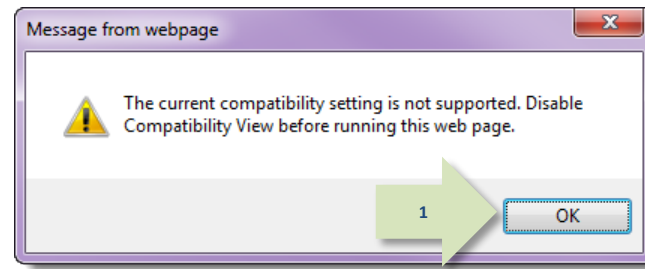 Message from webpage
The current compatibility setting is not supported. Disable
Compatibility View before running this web page.
1
OK